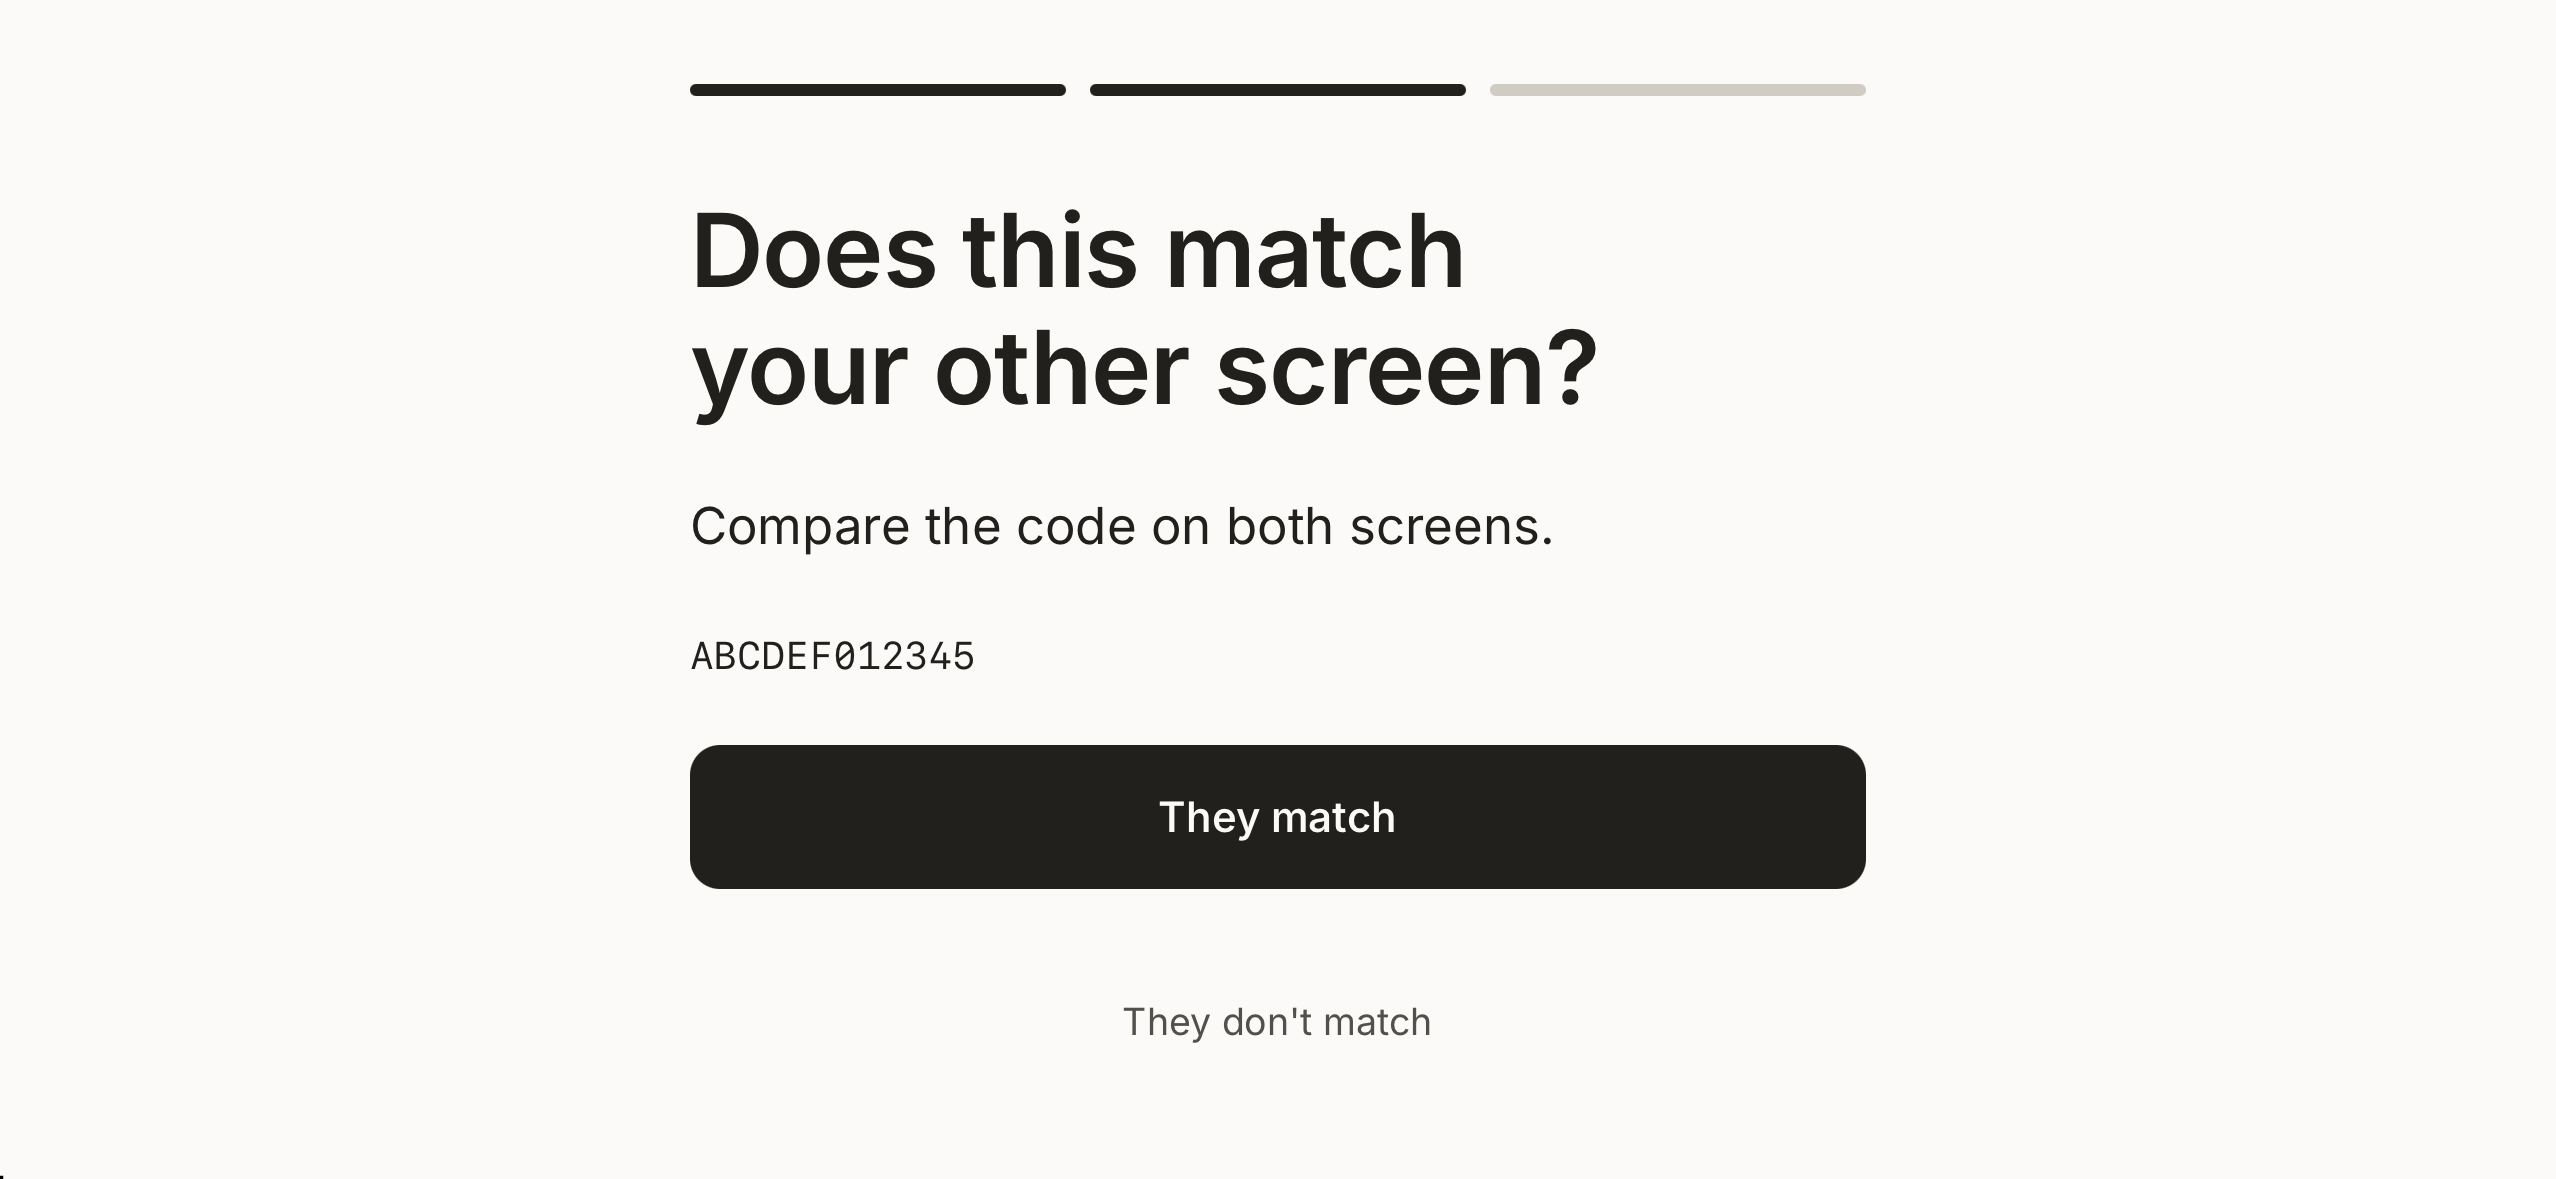 Does this match
your other screen?
Compare the code on both screens.
ABCDEF012345
They match
They don't match